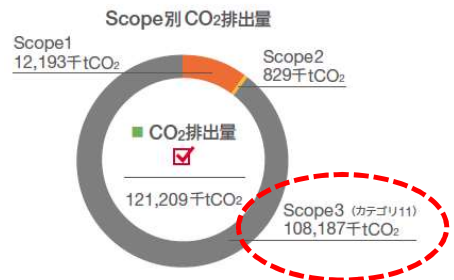 Scope別CO₂排出量
Scope1
12,193千tCO₂
Scope2
829千tCO₂
CO₂排出量
121,209千tCO₂
Scope3（カテゴリ11）
108,187千tCO₂